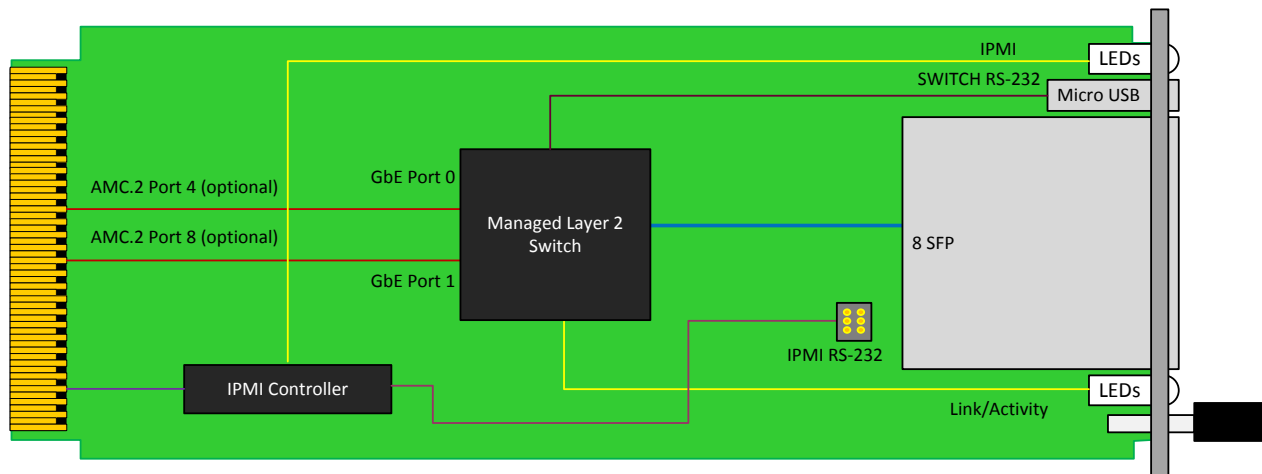 IPMI
LEDs
SWITCH RS-232
Micro USB
GbE Port 0
AMC.2 Port 4 (optional)
Managed Layer 2
Switch
AMC.2 Port 8 (optional)
8 SFP
GbE Port 1
IPMI RS-232
IPMI Controller
LEDs
Link/Activity